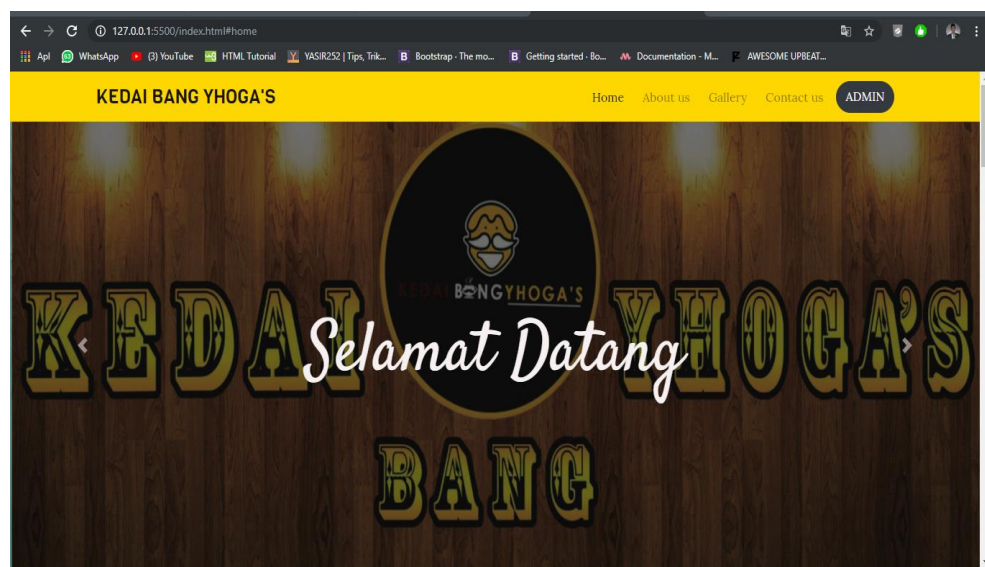 127.0.0.1:5500/index.html#home
Apl WhatsApp (3) YouTube HTML Tutorial YASIR252 | Tips, Trik... Bootstrap · The mo... Getting started · Bo... Documentation - M... AWESOME UPBEAT...
KEDAI BANG YHOGA'S Home About us Gallery Contact us ADMIN
KEDAI BANGYHOGA'S
KEDAI YHOGA'S
Selamat Datang
BANG